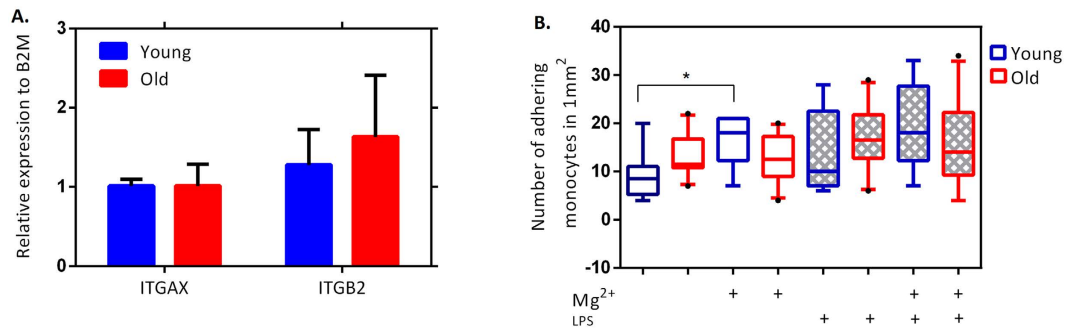 A.
Relative expression to B2M
3
2
1
0
Young
Old
ITGAX
ITGB2
B.
Number of adhering
monocytes in 1mm²
40
30
20
10
0
-10
*
Young
Old
Mg²⁺ + + + +
LPS + + + +